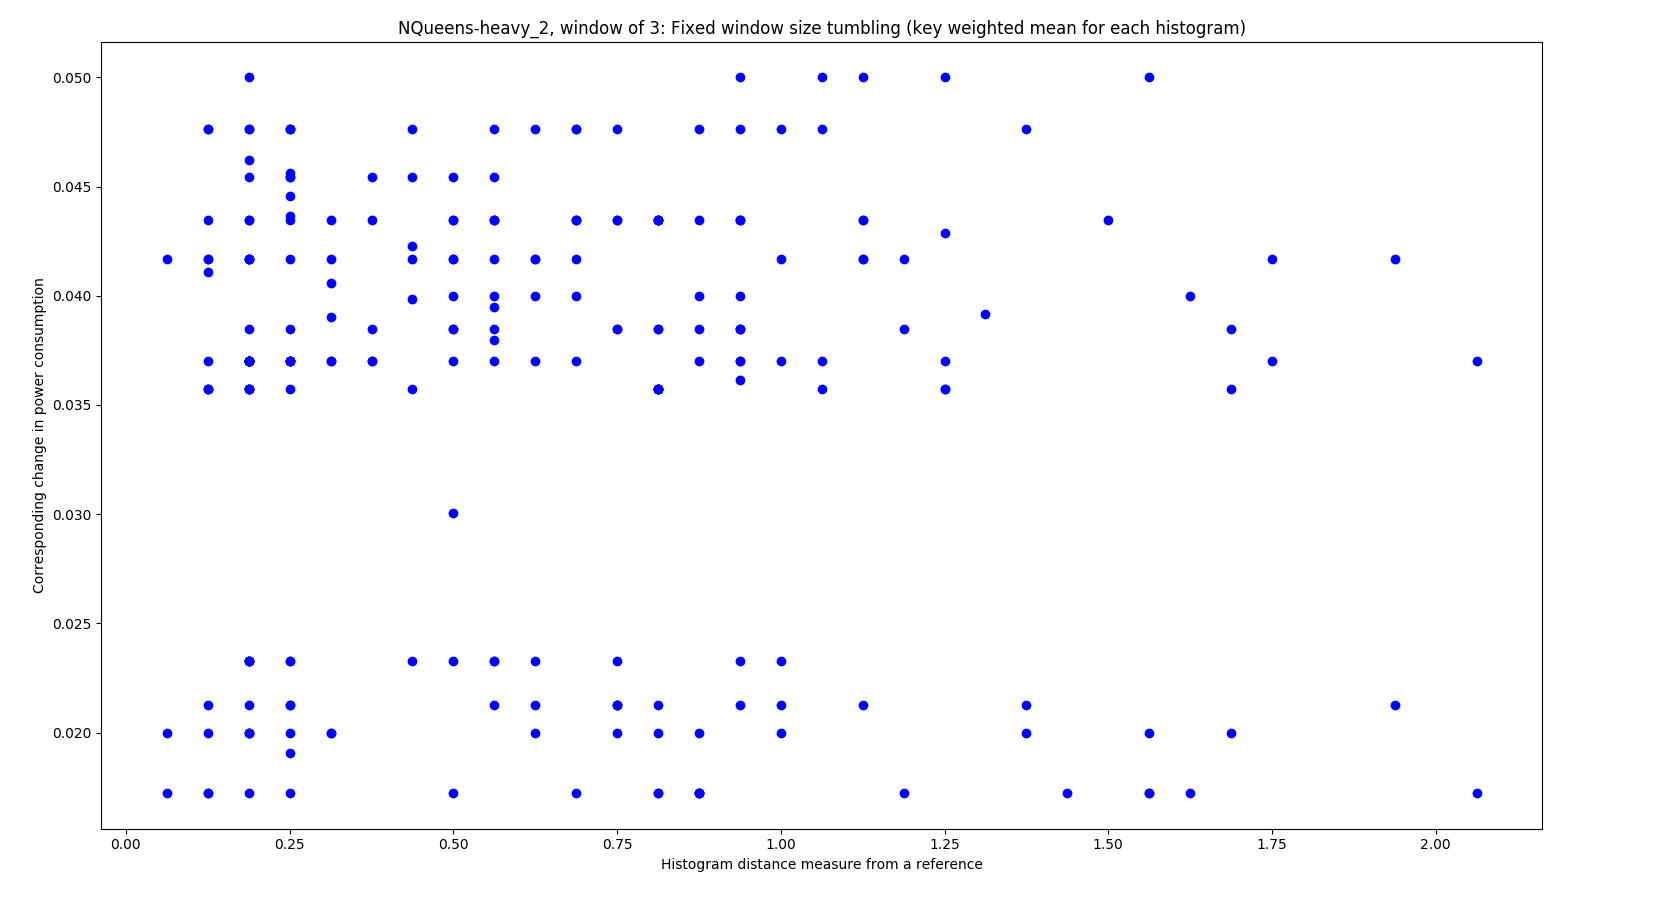 NQueens-heavy_2, window of 3: Fixed window size tumbling (key weighted mean for each histogram)
0.050
0.045
0.040
0.035
0.030
0.025
0.020
Corresponding change in power consumption
0.00 0.25 0.50 0.75 1.00 1.25 1.50 1.75 2.00
Histogram distance measure from a reference